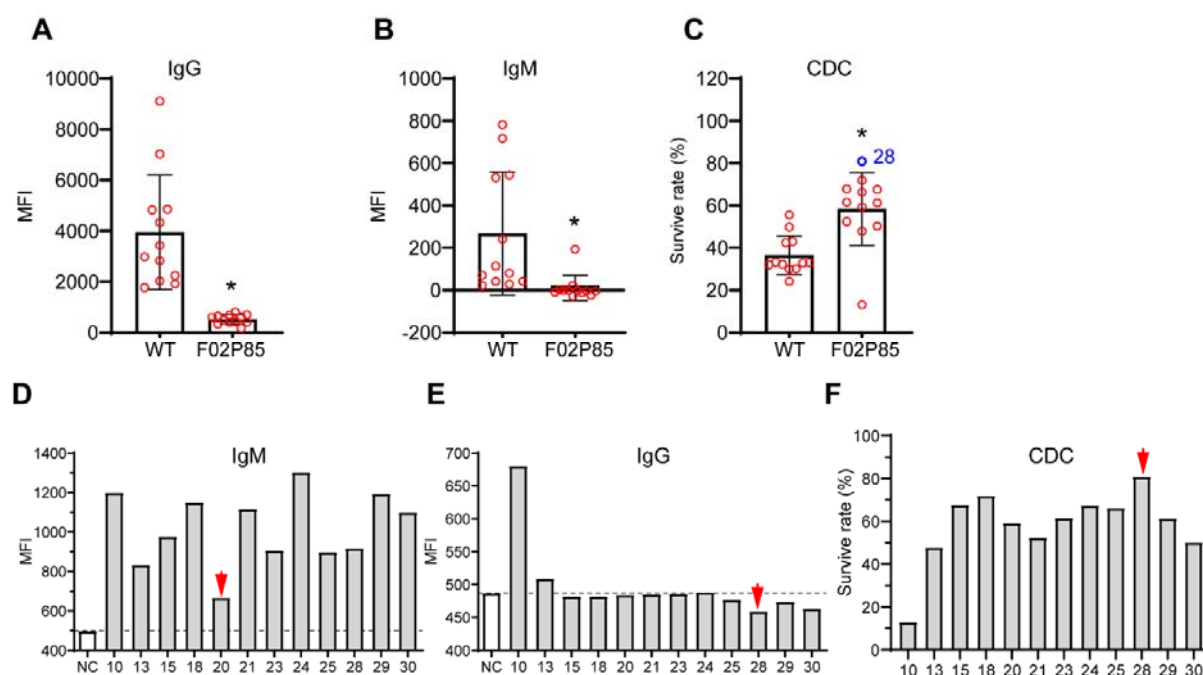 A
IgG
MFI
10000
8000
6000
4000
2000
0
WT F02P85
*
B
IgM
MFI
1000
800
600
400
200
0
-200
WT F02P85
*
C
CDC
Survive rate (%)
120
100
80
60
40
20
0
WT F02P85
*
28
D
IgM
MFI
1400
1200
1000
800
600
400
NC 10 13 15 18 20 21 23 24 25 28 29 30
E
IgG
MFI
700
650
600
550
500
450
400
NC 10 13 15 18 20 21 23 24 25 28 29 30
F
CDC
Survive rate (%)
100
80
60
40
20
0
10 13 15 18 20 21 23 24 25 28 29 30